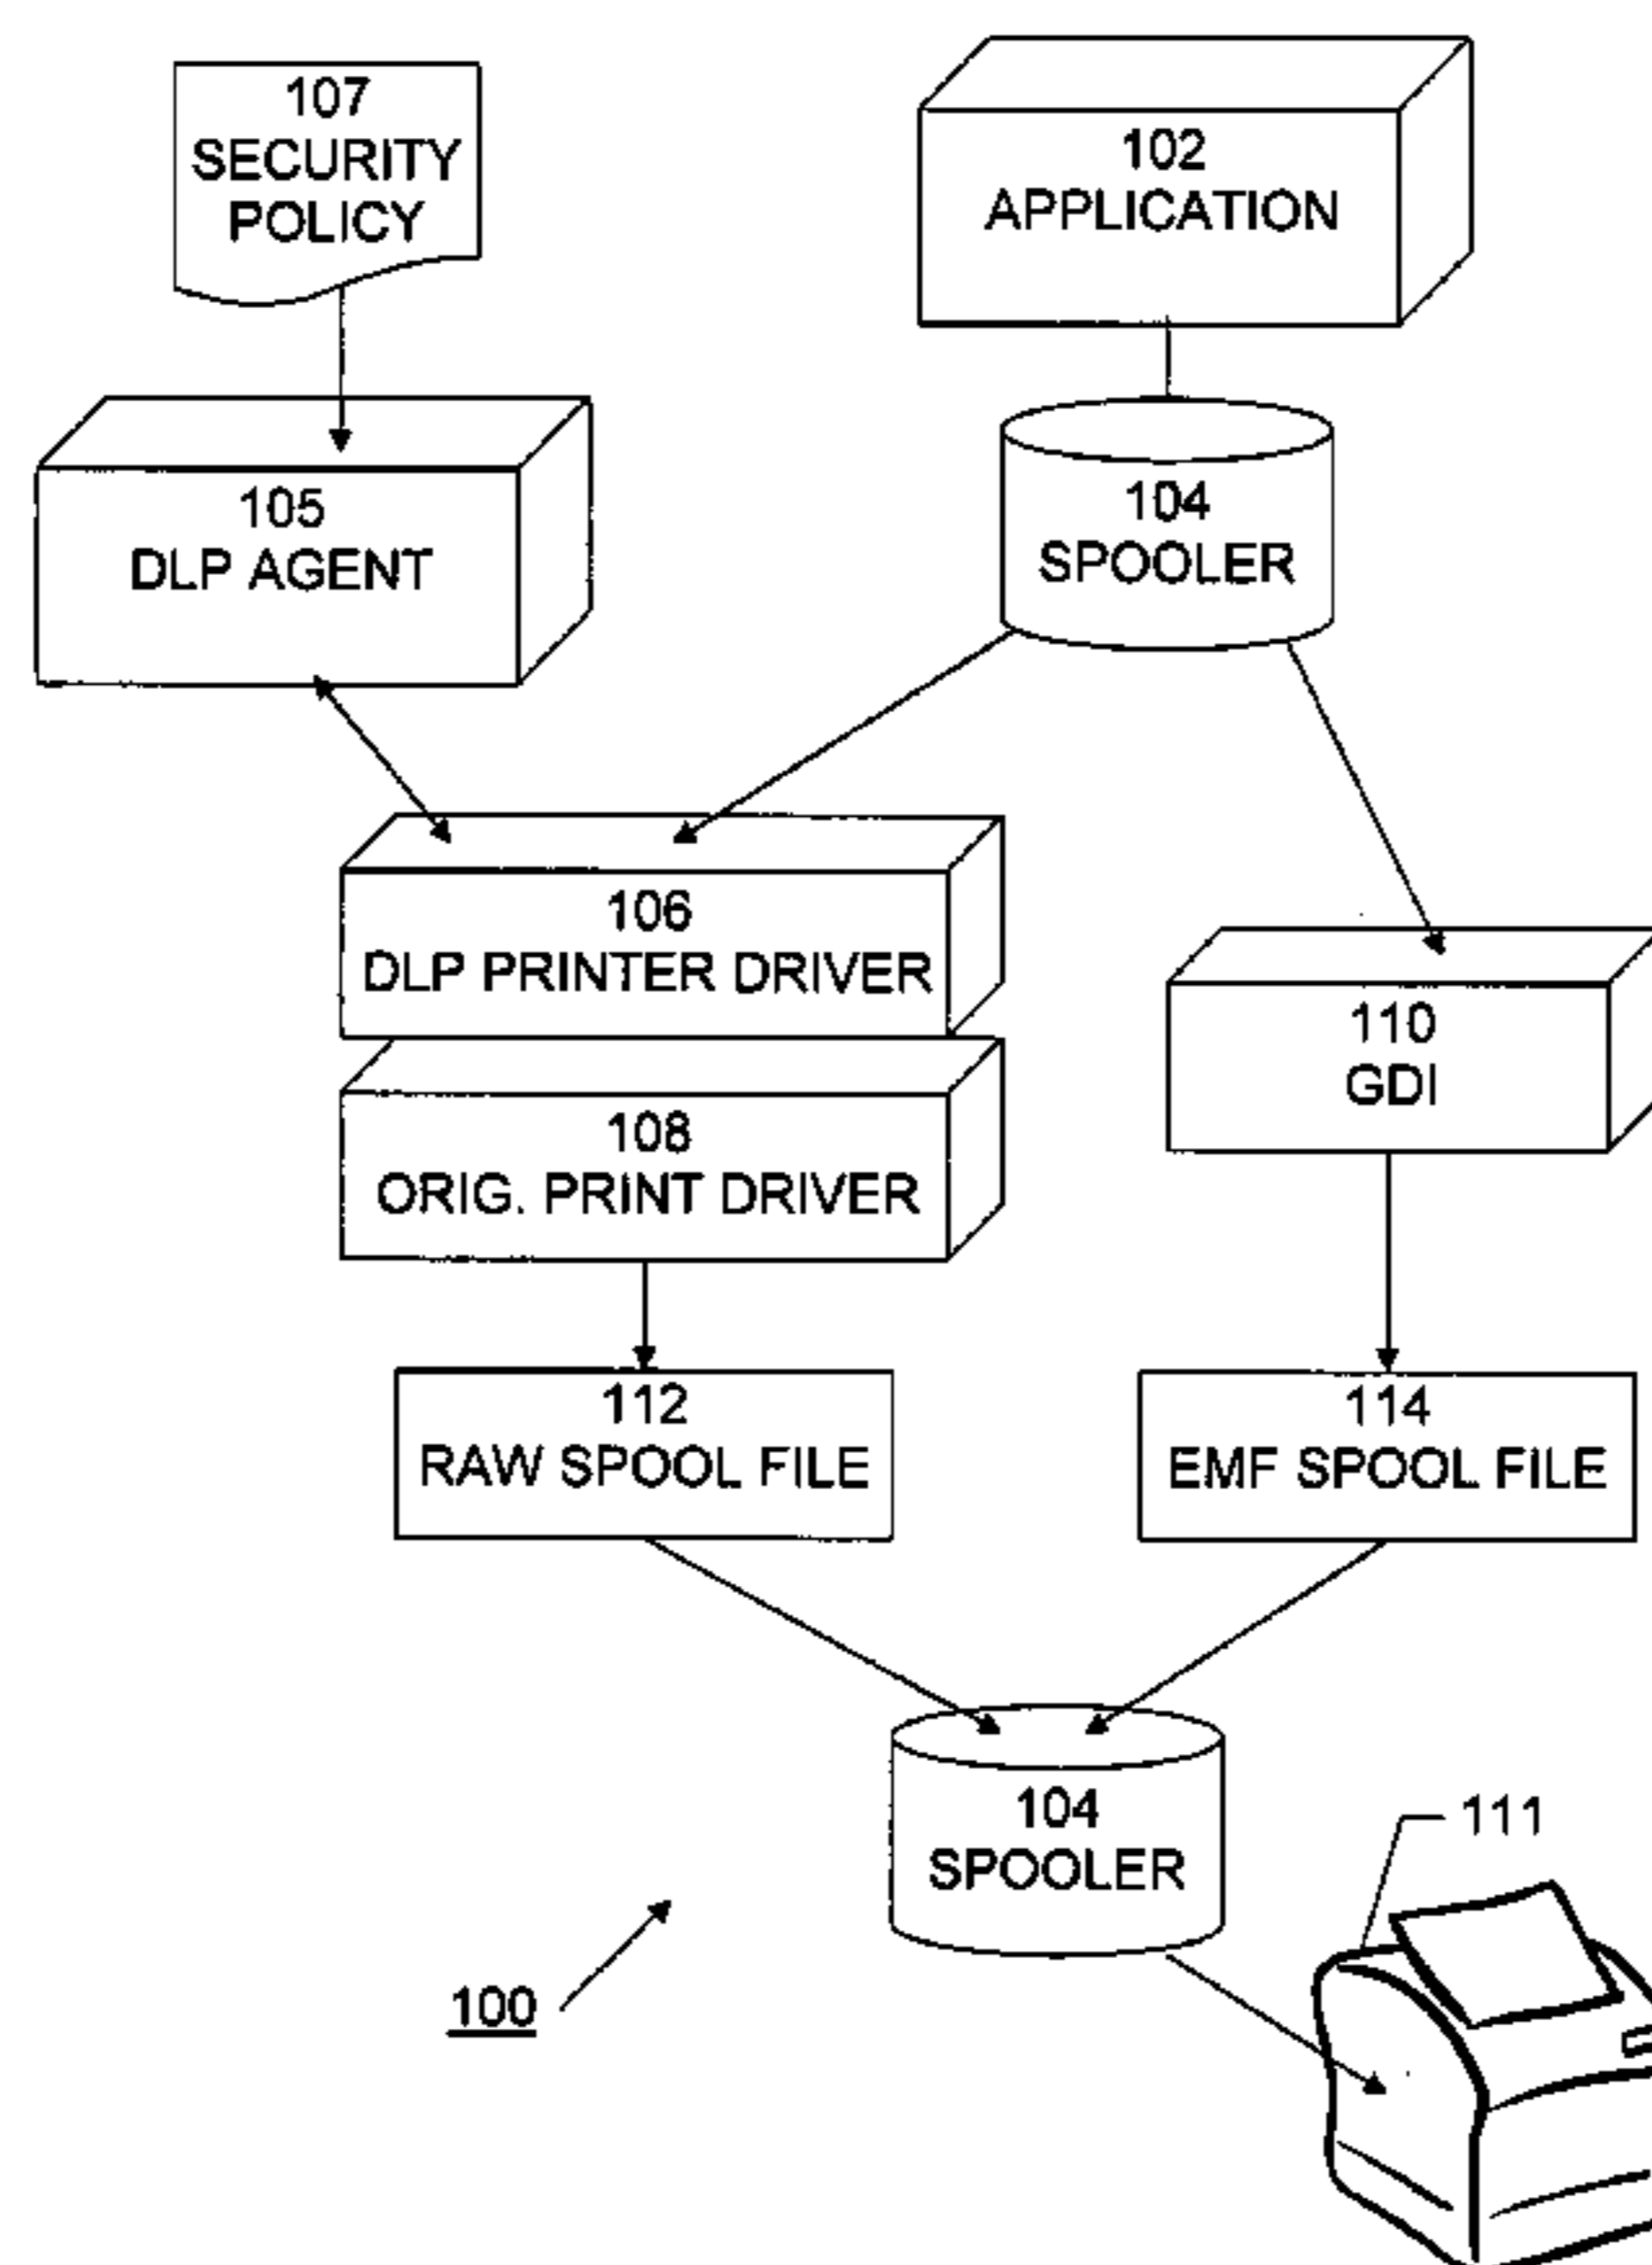 107
SECURITY
POLICY
102
APPLICATION
105
DLP AGENT
104
SPOOLER
106
DLP PRINTER DRIVER
110
GDI
108
ORIG. PRINT DRIVER
112
RAW SPOOL FILE
114
EMF SPOOL FILE
104
SPOOLER
111
100